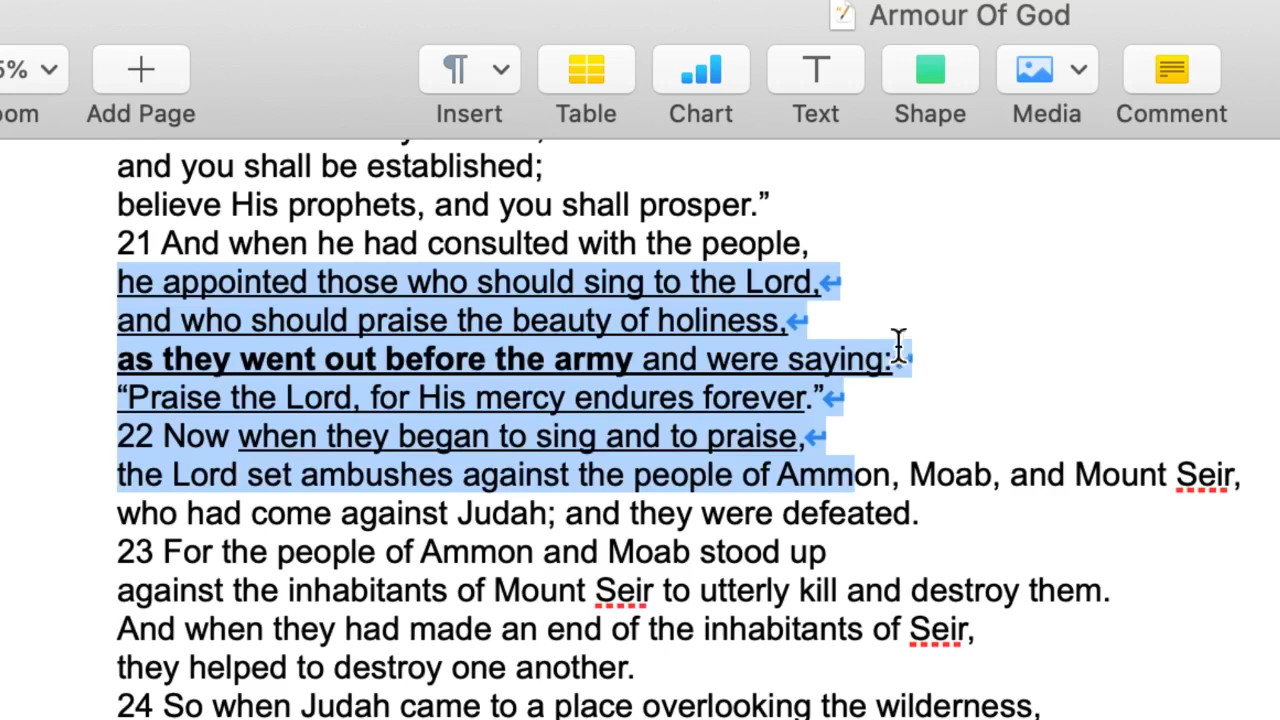 Armour Of God
5%
oom
Add Page
Insert
Table
Chart
Text
Shape
Media
Comment
and you shall be established;
believe His prophets, and you shall prosper.”
21 And when he had consulted with the people,
he appointed those who should sing to the Lord,
and who should praise the beauty of holiness,
as they went out before the army and were saying:
“Praise the Lord, for His mercy endures forever.”
22 Now when they began to sing and to praise,
the Lord set ambushes against the people of Ammon, Moab, and Mount Seir,
who had come against Judah; and they were defeated.
23 For the people of Ammon and Moab stood up
against the inhabitants of Mount Seir to utterly kill and destroy them.
And when they had made an end of the inhabitants of Seir,
they helped to destroy one another.
24 So when Judah came to a place overlooking the wilderness,